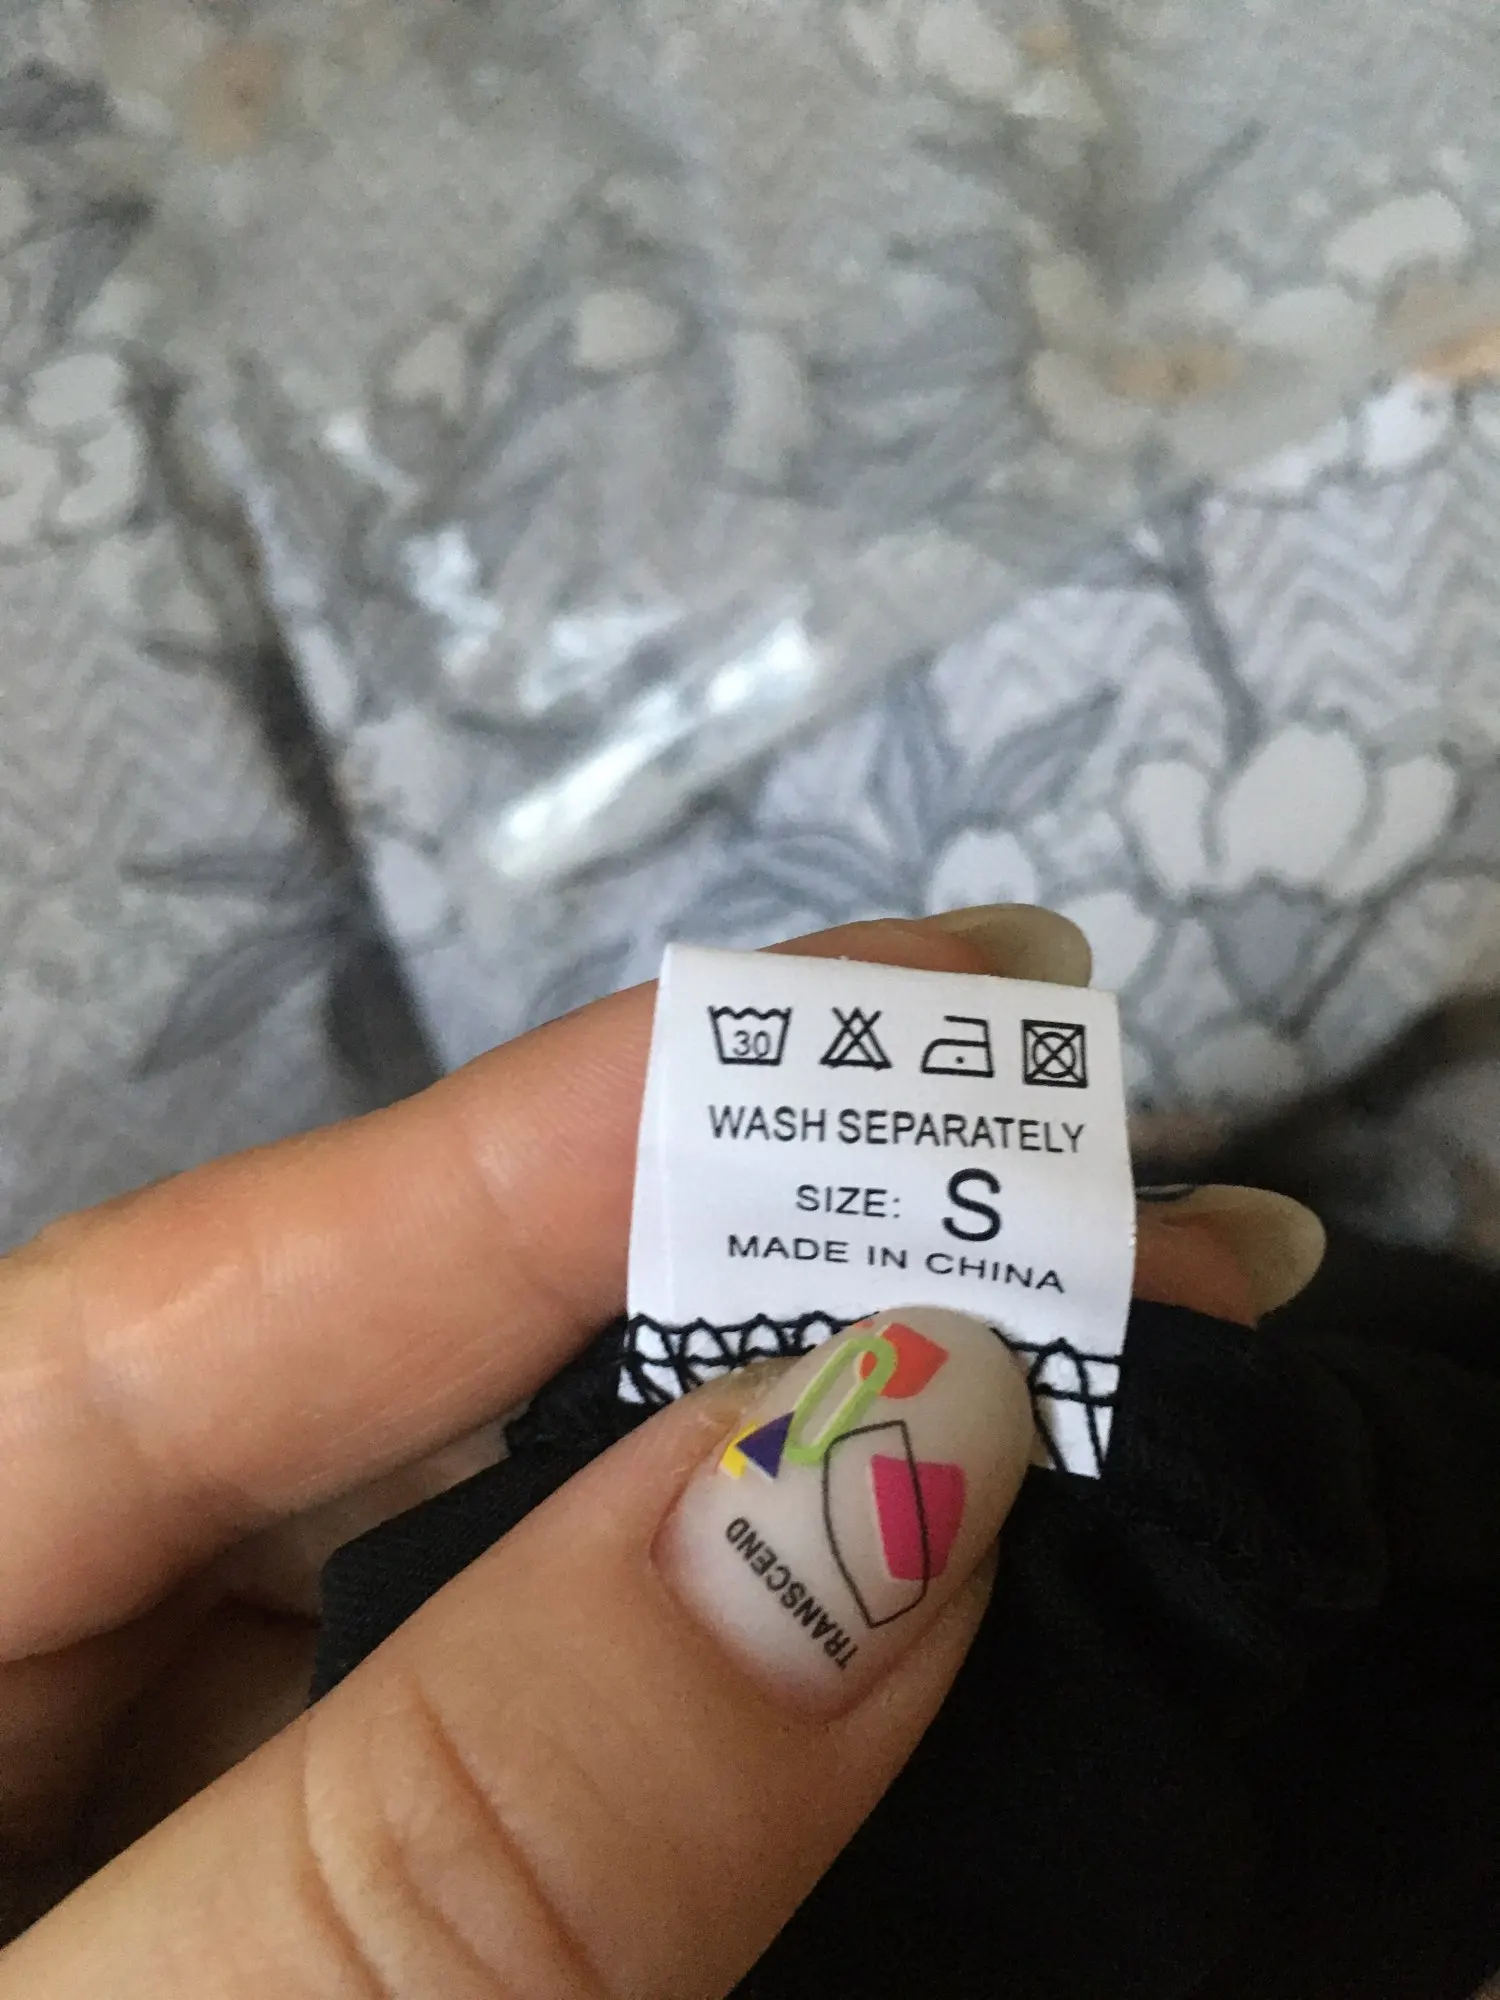 30
WASH SEPARATELY
SIZE: S
MADE IN CHINA
TRANSCEND